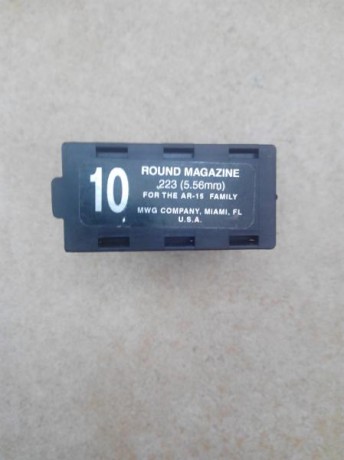 10
ROUND MAGAZINE
.223 (5.56mm)
FOR THE AR-15 FAMILY
MWG COMPANY, MIAMI, FL
U.S.A.